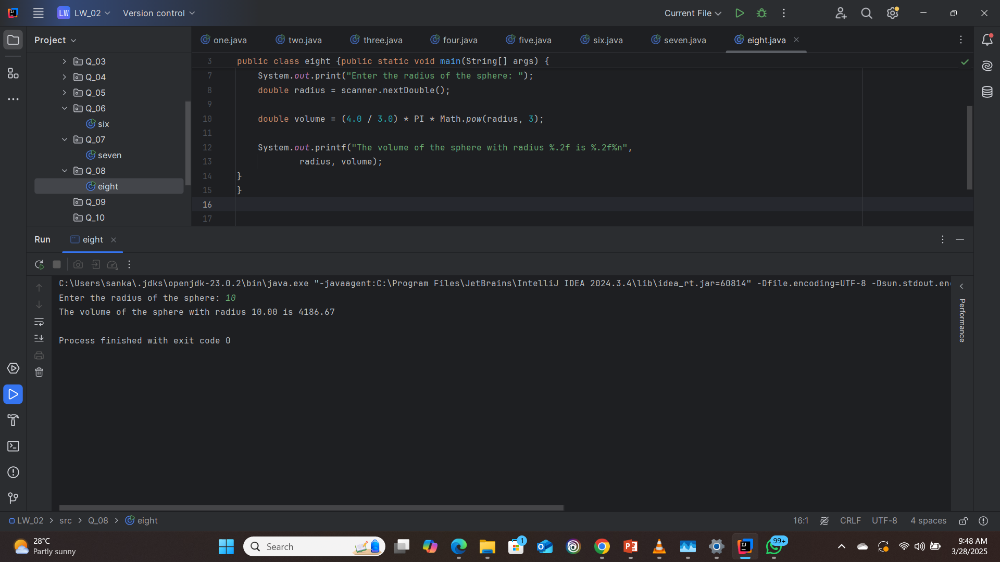 LW LW_02 Version control Current File
Project
one.java two.java three.java four.java five.java six.java seven.java eight.java
Q_03
Q_04
Q_05
Q_06
six
Q_07
seven
Q_08
eight
Q_09
Q_10
3 public class eight {public static void main(String[] args) {
7 System.out.print("Enter the radius of the sphere: ");
8 double radius = scanner.nextDouble();
9
10 double volume = (4.0 / 3.0) * PI * Math.pow(radius, 3);
11
12 System.out.printf("The volume of the sphere with radius %.2f is %.2f%n",
13 radius, volume);
14 }
15 }
16
17
Run eight
C:\Users\sanka\.jdks\openjdk-23.0.2\bin\java.exe "-javaagent:C:\Program Files\JetBrains\IntelliJ IDEA 2024.3.4\lib\idea_rt.jar=60814" -Dfile.encoding=UTF-8 -Dsun.stdout.en
Enter the radius of the sphere: 10
The volume of the sphere with radius 10.00 is 4186.67
Process finished with exit code 0
Performance
LW_02 > src > Q_08 > eight
16:1 CRLF UTF-8 4 spaces
28°C
Partly sunny
Search
1
99+
9:48 AM
3/28/2025